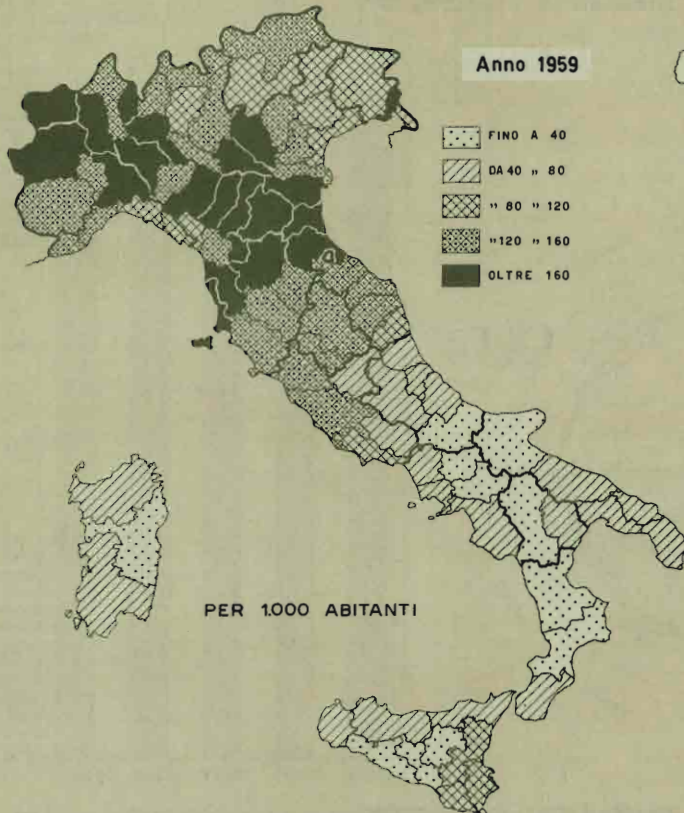 Anno 1959
FINO A 40
DA 40 „ 80
„ 80 „ 120
„ 120 „ 160
OLTRE 160
PER 1.000 ABITANTI